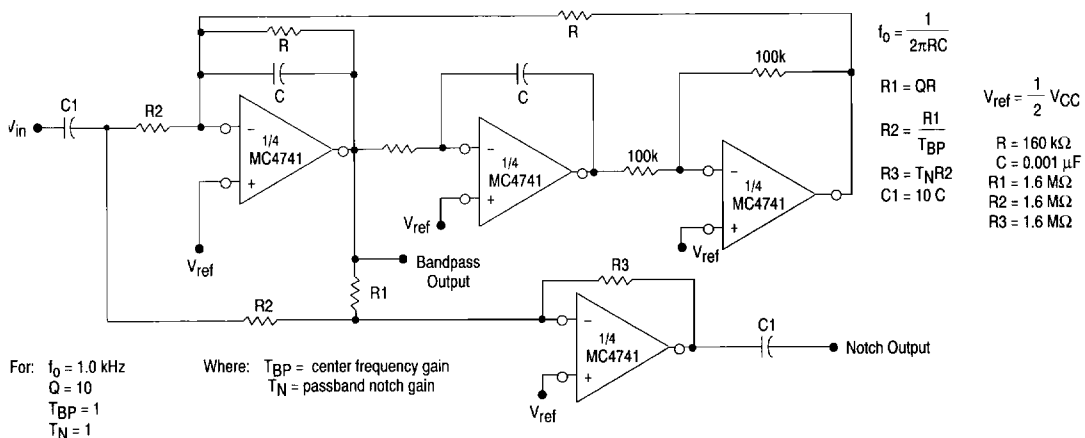 R
R
C
R2
C1
Vin
1/4
MC4741
Vref
C
1/4
MC4741
Vref
100k
100k
1/4
MC4741
Vref
Bandpass
Output
R1
R2
R3
1/4
MC4741
Vref
C1
Notch Output
fo = 1/2πRC
R1 = QR
R2 = R1/TBP
R3 = TNR2
C1 = 10 C
Vref = 1/2 VCC
R = 160 kΩ
C = 0.001 µF
R1 = 1.6 MΩ
R2 = 1.6 MΩ
R3 = 1.6 MΩ
For: fo = 1.0 kHz
Q = 10
TBP = 1
TN = 1
Where: TBP = center frequency gain
TN = passband notch gain